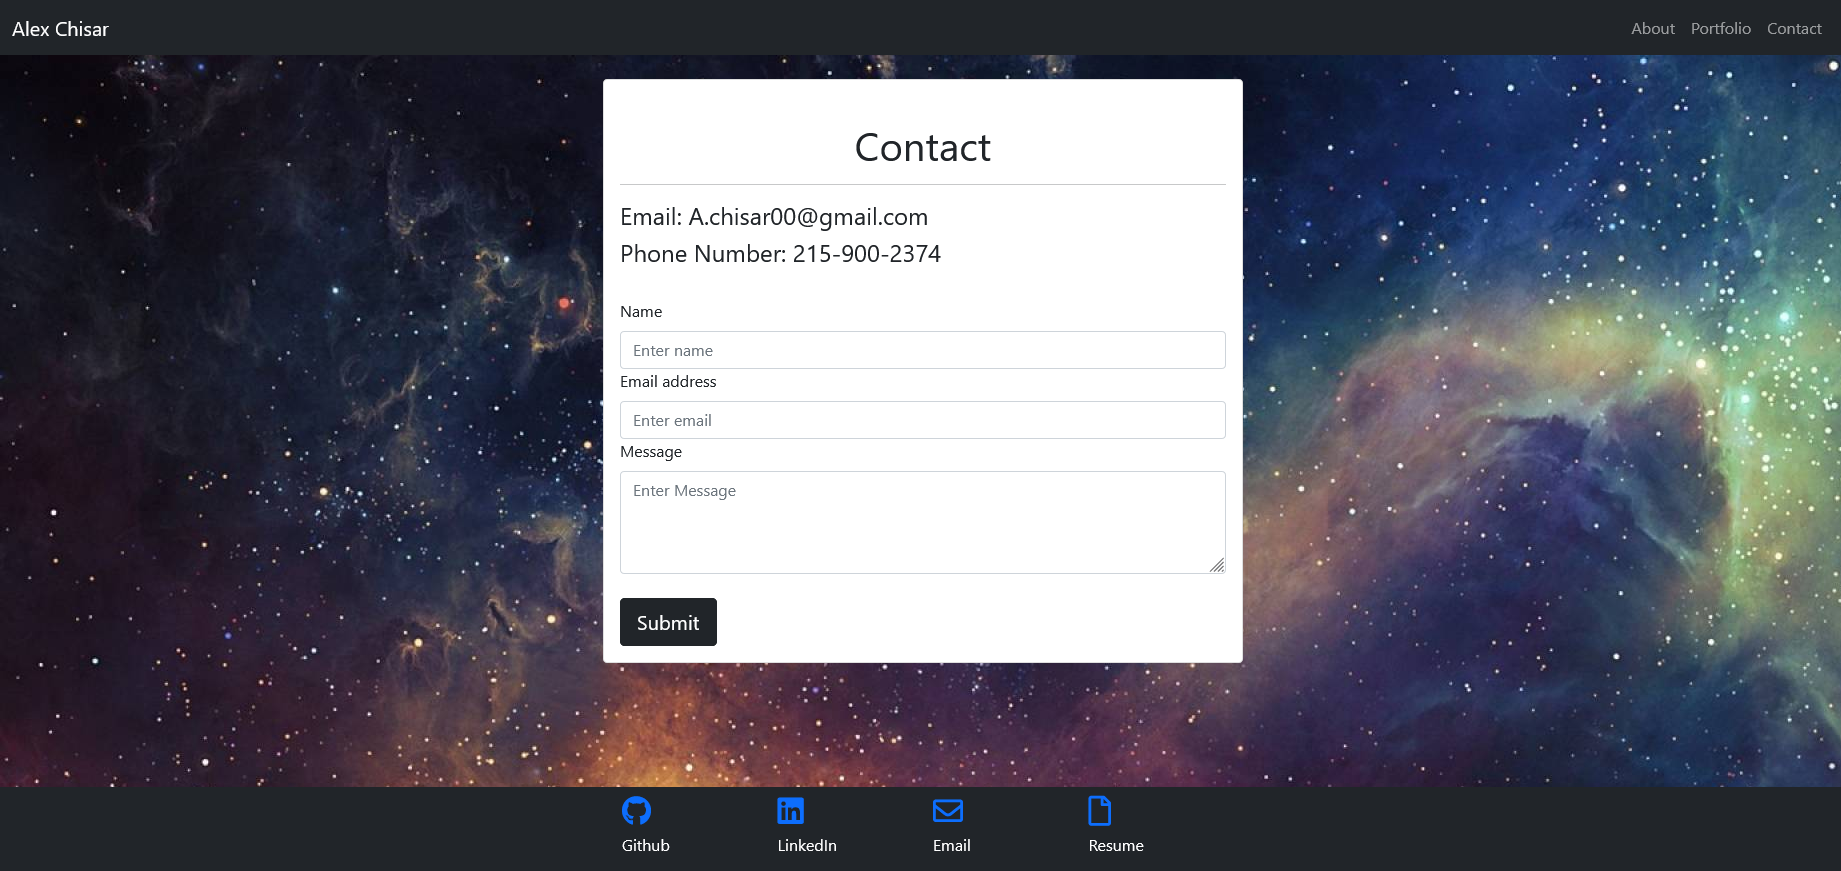 Alex Chisar
About Portfolio Contact
Contact
Email: A.chisar00@gmail.com
Phone Number: 215-900-2374
Name
Enter name
Email address
Enter email
Message
Enter Message
Submit
Github LinkedIn Email Resume